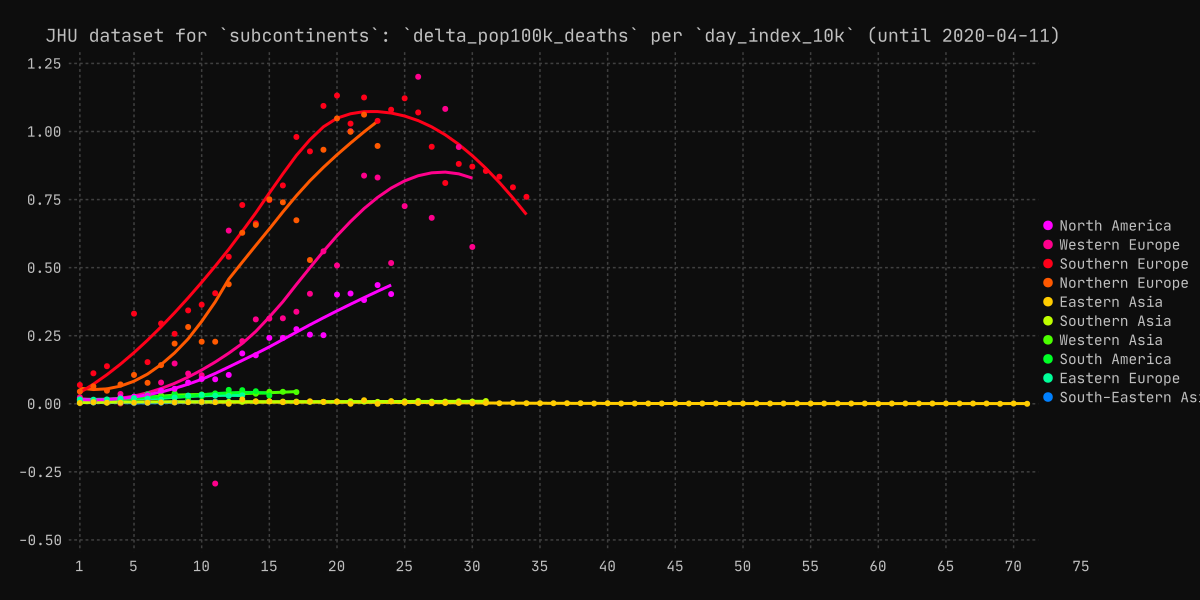 JHU dataset for `subcontinents`: `delta_pop100k_deaths` per `day_index_10k` (until 2020-04-11)
1.25
1.00
0.75
0.50
0.25
0.00
-0.25
-0.50
1 5 10 15 20 25 30 35 40 45 50 55 60 65 70 75
North America
Western Europe
Southern Europe
Northern Europe
Eastern Asia
Southern Asia
Western Asia
South America
Eastern Europe
South-Eastern Asi